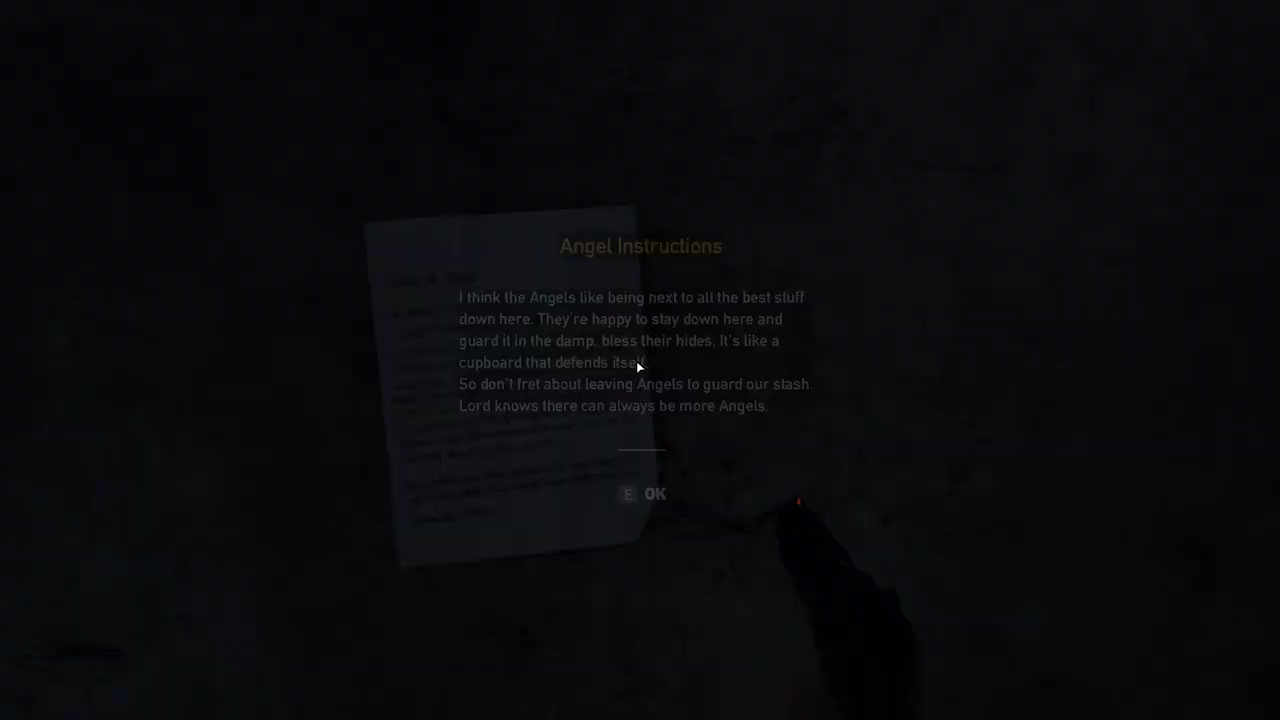 Angel Instructions
I think the Angels like being next to all the best stuff
down here. They're happy to stay down here and
guard it in the damp, bless their hides. It's like a
cupboard that defends itself.
So don't fret about leaving Angels to guard our stash
Lord knows there can always be more Angels.
E OK